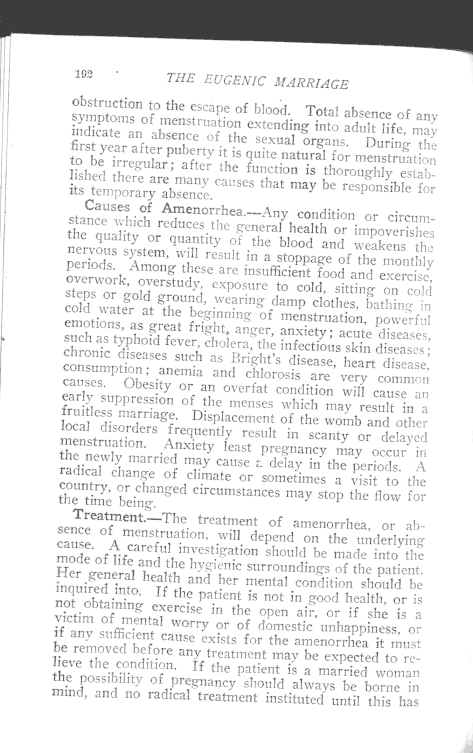 192 THE EUGENIC MARRIAGE
obstruction to the escape of blood. Total absence of any
symptoms of menstruation extending into adult life, may
indicate an absence of the sexual organs. During the
first year after puberty it is quite natural for menstruation
to be irregular; after the function is thoroughly estab-
lished there are many causes that may be responsible for
its temporary absence.
Causes of Amenorrhea.—Any condition or circum-
stance which reduces the general health or impoverishes
the quality or quantity of the blood and weakens the
nervous system, will result in a stoppage of the monthly
periods. Among these are insufficient food and exercise,
overwork, overstudy, exposure to cold, sitting on cold
steps or gold ground, wearing damp clothes, bathing in
cold water at the beginning of menstruation, powerful
emotions, as great fright, anger, anxiety; acute diseases,
such as typhoid fever, cholera, the infectious skin diseases;
chronic diseases such as Bright's disease, heart disease,
consumption; anemia and chlorosis are very common
causes. Obesity or an overfat condition will cause an
early suppression of the menses which may result in a
fruitless marriage. Displacement of the womb and other
local disorders frequently result in scanty or delayed
menstruation. Anxiety least pregnancy may occur in
the newly married may cause a delay in the periods. A
radical change of climate or sometimes a visit to the
country, or changed circumstances may stop the flow for
the time being.
Treatment.—The treatment of amenorrhea, or ab-
sence of menstruation, will depend on the underlying
cause. A careful investigation should be made into the
mode of life and the hygienic surroundings of the patient.
Her general health and her mental condition should be
inquired into. If the patient is not in good health, or is
not obtaining exercise in the open air, or if she is a
victim of mental worry or of domestic unhappiness, or
if any sufficient cause exists for the amenorrhea it must
be removed before any treatment may be expected to re-
lieve the condition. If the patient is a married woman
the possibility of pregnancy should always be borne in
mind, and no radical treatment instituted until this has